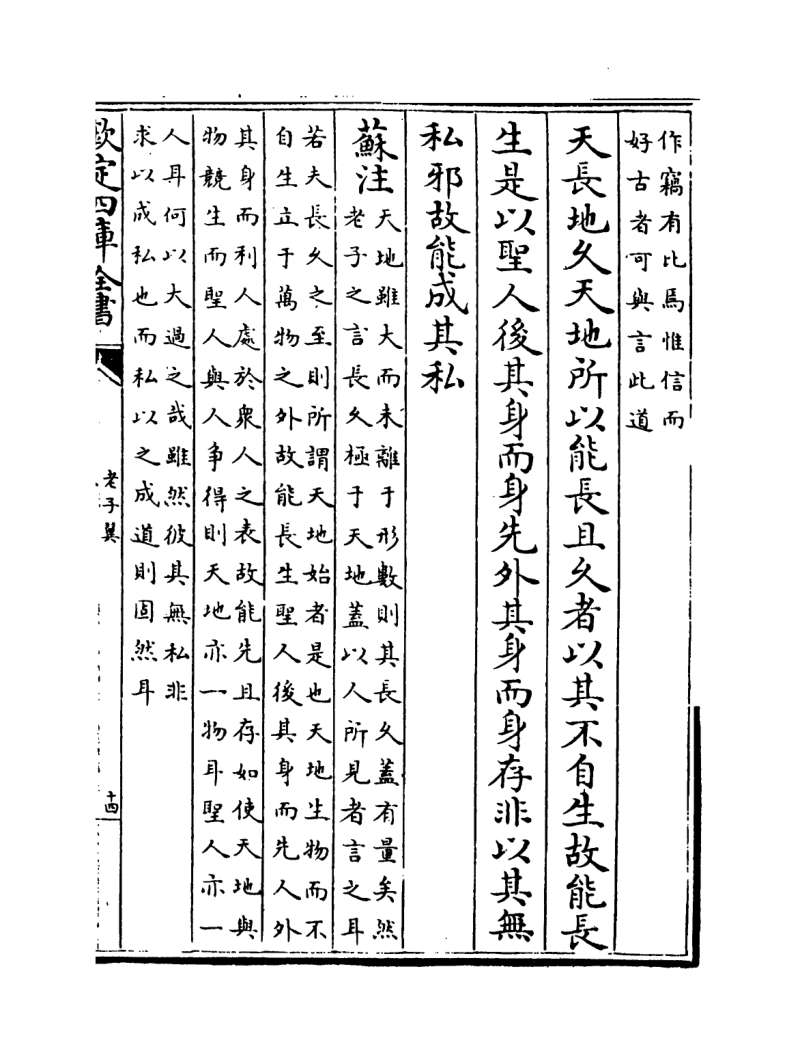 作竊有比焉惟信而
好古者可與言此道
天長地久天地所以能長且久者以其不自生故能長
生是以聖人後其身而身先外其身而身存非以其無
私邪故能成其私
蘇注
天地雖大而未離于形數則其長久蓋有量矣然
老子之言長久極于天地蓋以人所見者言之耳
若夫長久之至則所謂天地始者是也天地生物而不
自生立于萬物之外故能長生聖人後其身而先人外
其身而利人處於衆人之表故能先且存如使天地與
物競生而聖人與人争得則天地亦一物耳聖人亦一
人耳何以大過之哉雖然彼其無私非
求以成私也而私以之成道則固然耳
欽定四庫全書
老子翼
十四